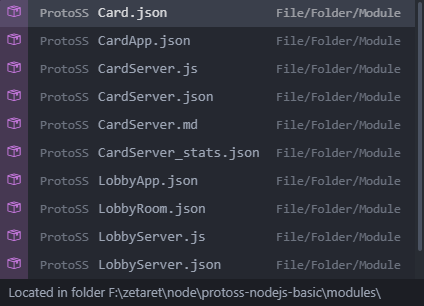 ProtoSS Card.json File/Folder/Module
ProtoSS CardApp.json File/Folder/Module
ProtoSS CardServer.js File/Folder/Module
ProtoSS CardServer.json File/Folder/Module
ProtoSS CardServer.md File/Folder/Module
ProtoSS CardServer_stats.json File/Folder/Module
ProtoSS LobbyApp.json File/Folder/Module
ProtoSS LobbyRoom.json File/Folder/Module
ProtoSS LobbyServer.js File/Folder/Module
ProtoSS LobbyServer.json File/Folder/Module
Located in folder F:\zetaret\node\protoss-nodejs-basic\modules\